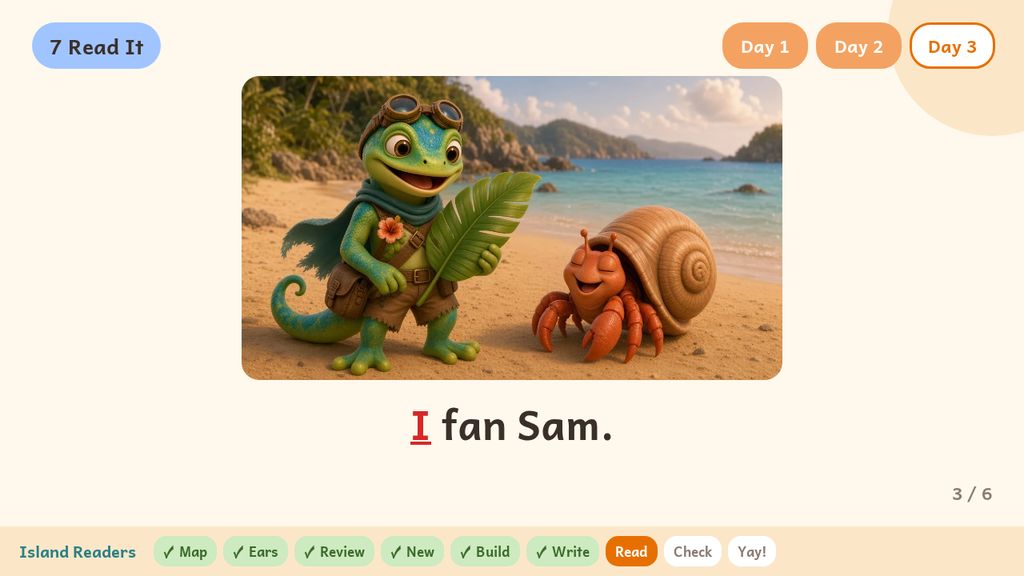 7 Read It
Day 1
Day 2
Day 3
I fan Sam.
3 / 6
Island Readers
✓ Map
✓ Ears
✓ Review
✓ New
✓ Build
✓ Write
Read
Check
Yay!